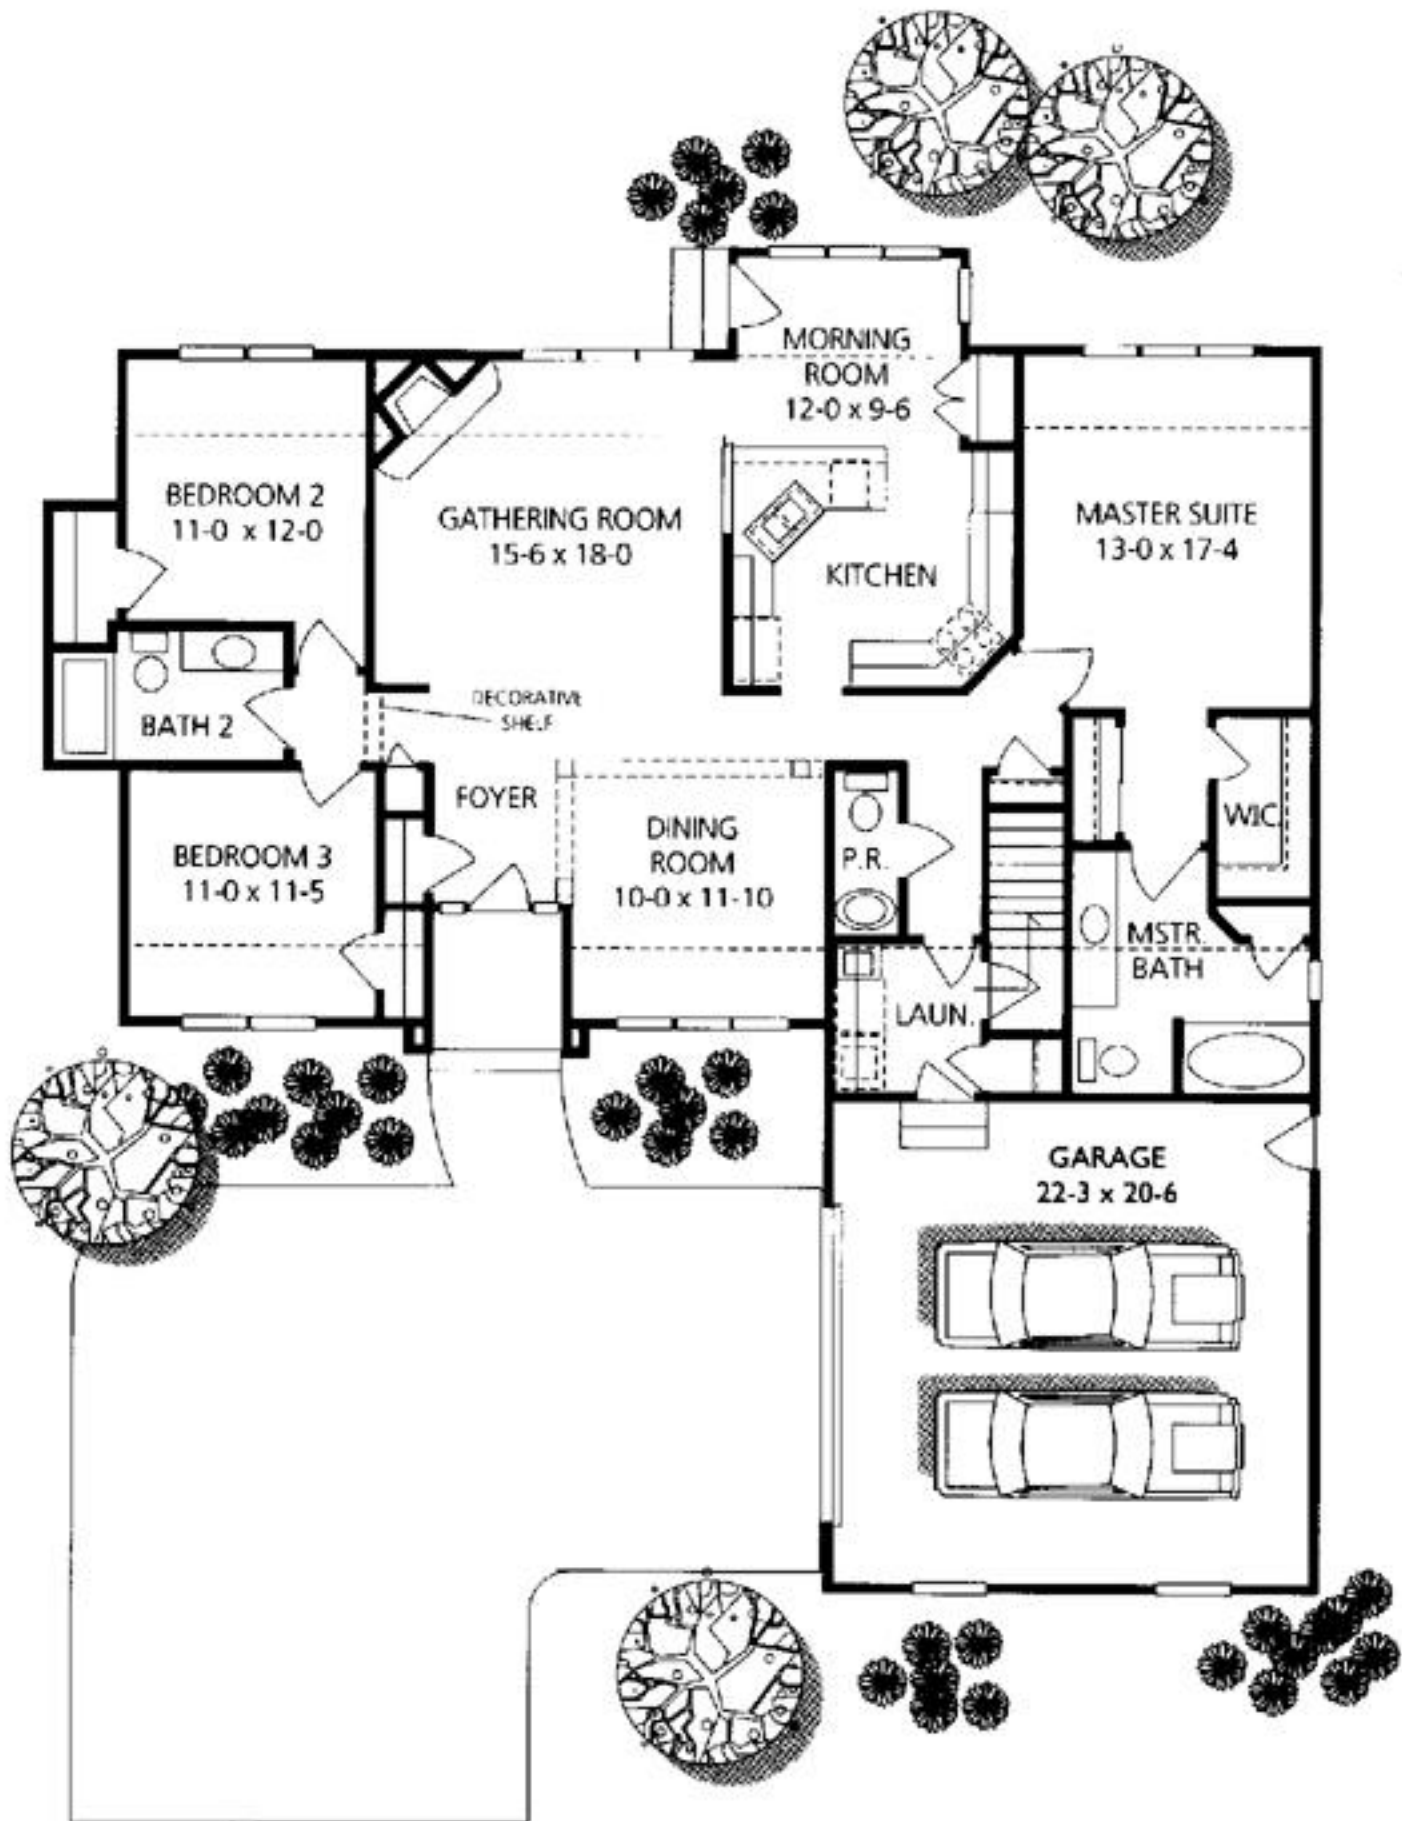 MORNING
ROOM
12-0 x 9-6
BEDROOM 2
11-0 x 12-0
GATHERING ROOM
15-6 x 18-0
MASTER SUITE
13-0 x 17-4
KITCHEN
DECORATIVE
SHELF
BATH 2
FOYER
DINING
ROOM
10-0 x 11-10
P.R.
WIC.
BEDROOM 3
11-0 x 11-5
MSTR.
BATH
LAUN.
GARAGE
22-3 x 20-6